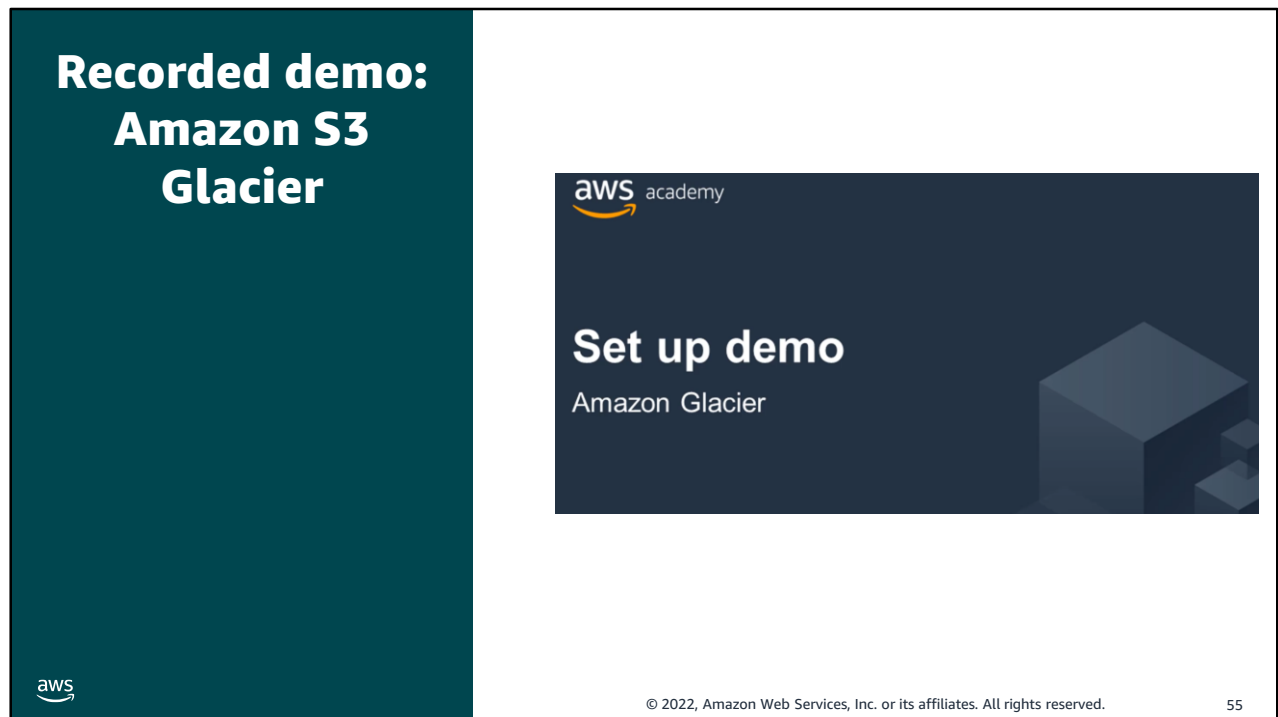 Recorded demo:
Amazon S3
Glacier
aws academy
Set up demo
Amazon Glacier
aws
© 2022, Amazon Web Services, Inc. or its affiliates. All rights reserved.
55